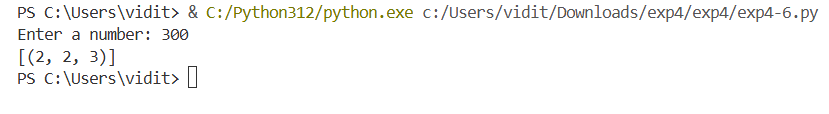 PS C:\Users\vidit> & C:/Python312/python.exe c:/Users/vidit/Downloads/exp4/exp4/exp4-6.py
Enter a number: 300
[(2, 2, 3)]
PS C:\Users\vidit>